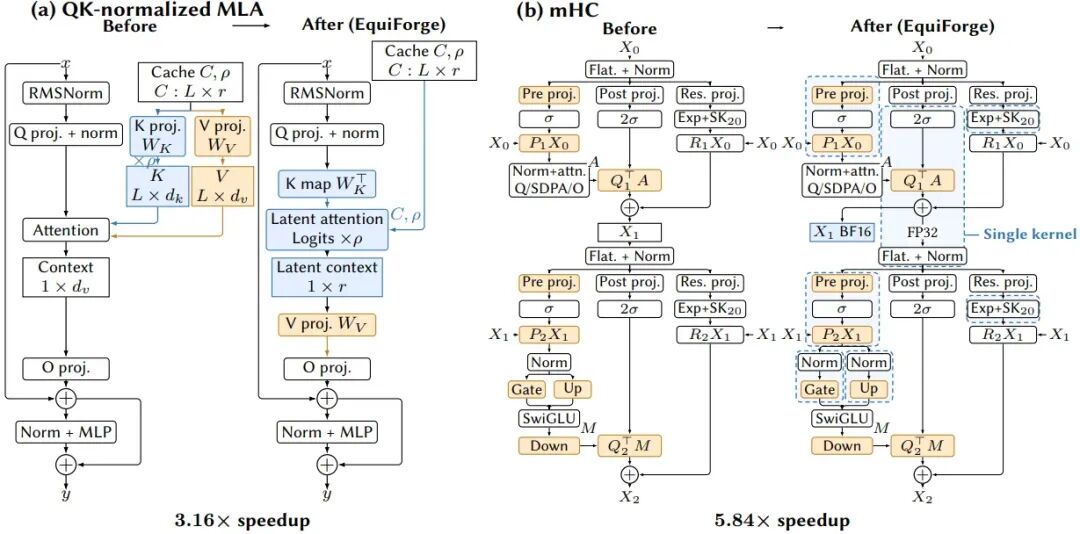 (a) QK-normalized MLA
Before
After (EquiForge)
x
Cache C, ρ
C : L × r
RMSNorm
Q proj. + norm
K proj.
W_K
V proj.
W_V
×ρ
K
L × d_k
V
L × d_v
Attention
Context
1 × d_v
O proj.
+
Norm + MLP
+
y
x
Cache C, ρ
C : L × r
RMSNorm
Q proj. + norm
K map W_K^⊤
C, ρ
Latent attention
Logits ×ρ
Latent context
1 × r
V proj. W_V
O proj.
+
Norm + MLP
+
y
3.16× speedup
(b) mHC
Before
After (EquiForge)
X_0
Flat. + Norm
Pre proj.
Post proj.
Res. proj.
σ
2σ
Exp+SK_20
X_0
P_1X_0
R_1X_0
X_0
Norm+attn.
Q/SDPA/O
A
Q_1^⊤ A
+
X_1
Flat. + Norm
Pre proj.
Post proj.
Res. proj.
σ
2σ
Exp+SK_20
X_1
P_2X_1
R_2X_1
X_1
Norm
Gate
Up
SwiGLU
M
Down
Q_2^⊤ M
+
X_2
X_0
Flat. + Norm
Pre proj.
Post proj.
Res. proj.
σ
2σ
Exp+SK_20
X_0
P_1X_0
R_1X_0
X_0
Norm+attn.
Q/SDPA/O
A
Q_1^⊤ A
+
X_1 BF16
FP32
Single kernel
Flat. + Norm
Pre proj.
Post proj.
Res. proj.
σ
2σ
Exp+SK_20
X_1
P_2X_1
R_2X_1
X_1
Norm
Norm
Gate
Up
SwiGLU
M
Down
Q_2^⊤ M
+
X_2
5.84× speedup